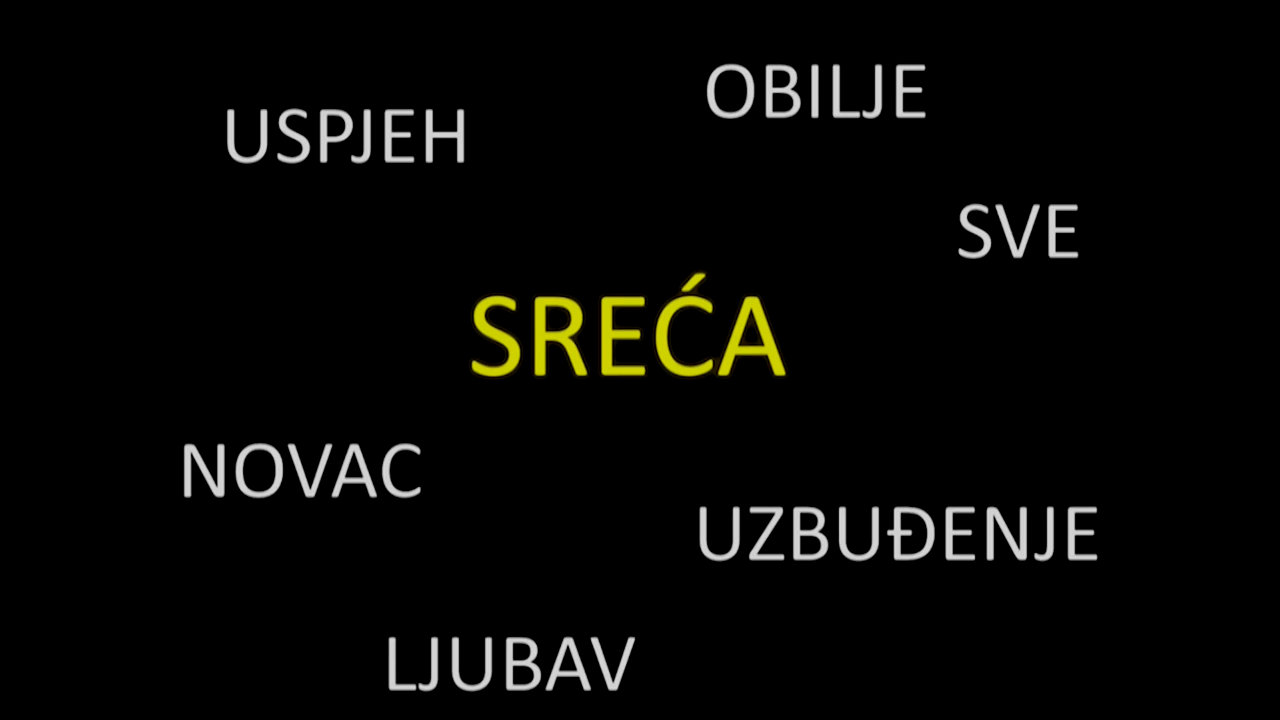 OBILJE
USPJEH
SVE
SREĆA
NOVAC
UZBUĐENJE
LJUBAV